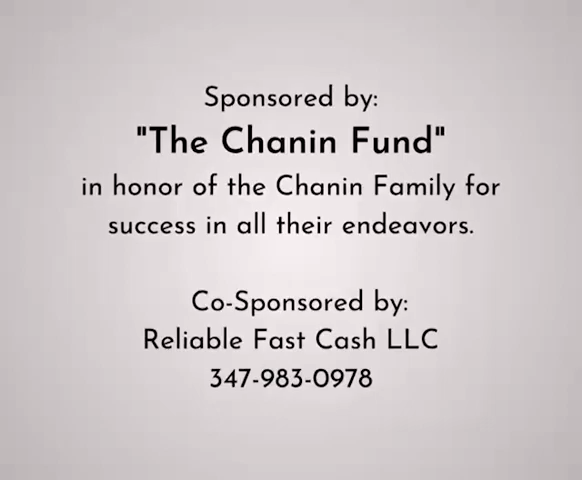 Sponsored by:
"The Chanin Fund"
in honor of the Chanin Family for
success in all their endeavors.
Co-Sponsored by:
Reliable Fast Cash LLC
347-983-0978